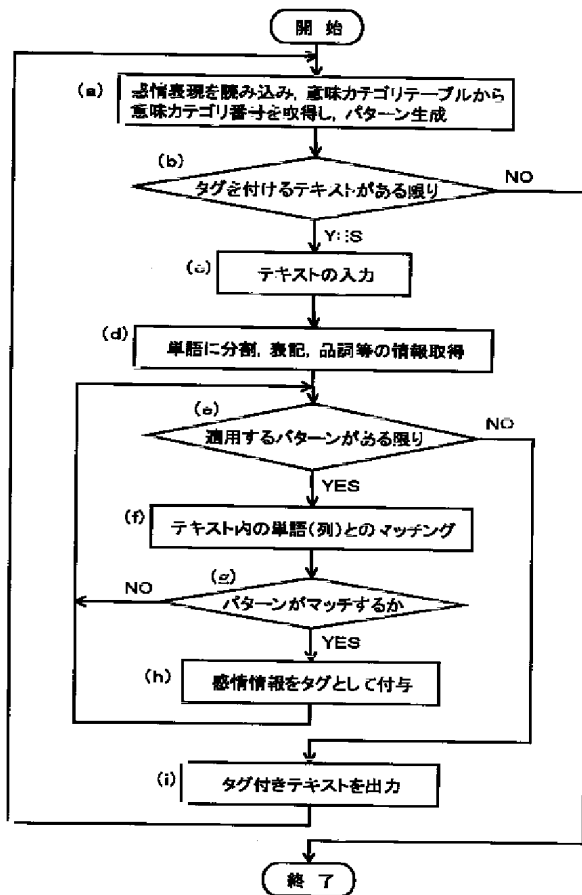 開 始
(a)
感情表現を読み込み, 意味カテゴリテーブルから
意味カテゴリ番号を取得し, パターン生成
(b)
タグを付けるテキストがある限り
NO
YES
(c)
テキストの入力
(d)
単語に分割, 表記, 品詞等の情報取得
(e)
適用するパターンがある限り
NO
YES
(f)
テキスト内の単語(列)とのマッチング
(g)
NO
パターンがマッチするか
YES
(h)
感情情報をタグとして付与
(i)
タグ付きテキストを出力
終 了